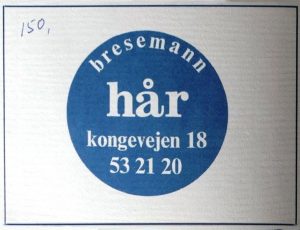 150,
bresemann
hår
kongevejen 18
53 21 20